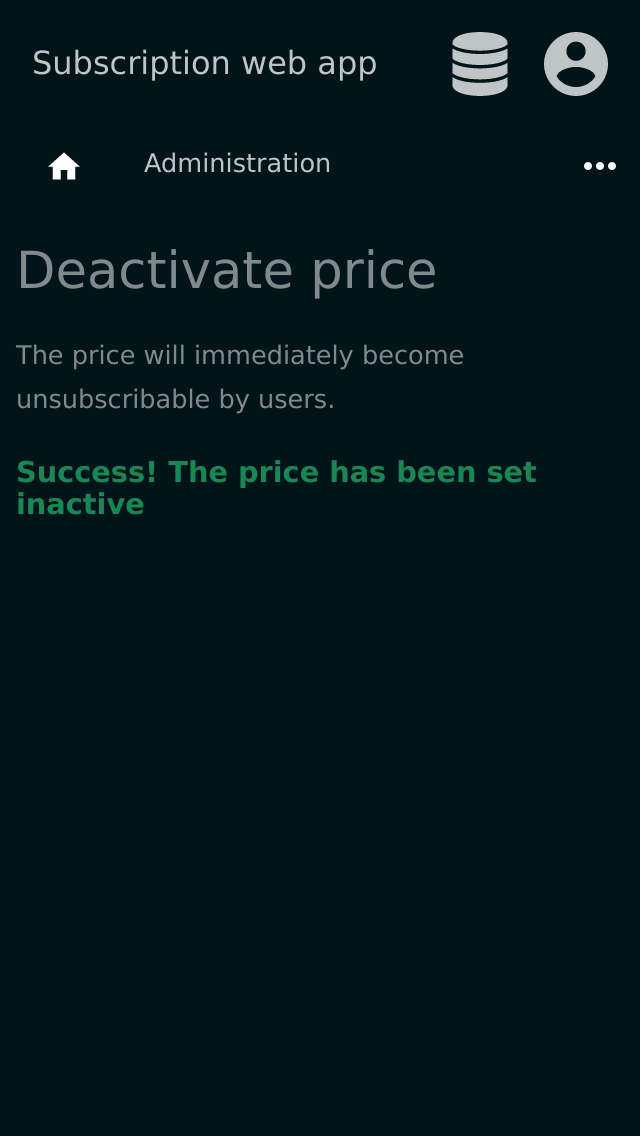 Subscription web app
Administration
Deactivate price
The price will immediately become
unsubscribable by users.
Success! The price has been set
inactive